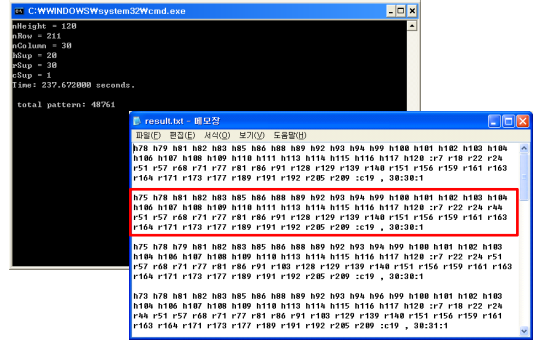 C:₩WINDOWS₩system32₩cmd.exe
nHeight = 120
nRow = 211
nColumn = 30
hSup = 20
rSup = 30
cSup = 1
Time: 237.672000 seconds.
total pattern: 48761
result.txt - 메모장
파일(F) 편집(E) 서식(O) 보기(V) 도움말(H)
h78 h79 h81 h82 h83 h85 h86 h88 h89 h92 h93 h94 h99 h100 h101 h102 h103 h104
h106 h107 h108 h109 h110 h111 h113 h114 h115 h116 h117 h120 :r7 r18 r22 r24
r51 r57 r68 r71 r77 r81 r86 r91 r128 r129 r139 r140 r151 r156 r159 r161 r163
r164 r171 r173 r177 r189 r191 r192 r205 r209 :c19 , 30:30:1
h75 h78 h81 h82 h83 h85 h86 h88 h89 h92 h93 h94 h99 h100 h101 h102 h103 h104
h106 h107 h108 h109 h110 h111 h113 h114 h115 h116 h117 h120 :r7 r22 r24 r44
r51 r57 r68 r71 r77 r81 r86 r91 r128 r129 r139 r140 r151 r156 r159 r161 r163
r164 r171 r173 r177 r189 r191 r192 r205 r209 :c19 , 30:30:1
h75 h78 h79 h81 h82 h83 h85 h86 h88 h89 h92 h93 h94 h99 h100 h101 h102 h103
h104 h106 h107 h108 h109 h110 h113 h114 h115 h116 h117 h120 :r7 r22 r24 r51
r57 r68 r71 r77 r81 r86 r91 r103 r128 r129 r139 r140 r151 r156 r159 r161 r163
r164 r171 r173 r177 r189 r191 r192 r205 r209 :c19 , 30:30:1
h73 h78 h81 h82 h83 h85 h86 h88 h89 h92 h93 h94 h96 h99 h100 h101 h102 h103
h104 h106 h107 h108 h109 h110 h113 h114 h115 h116 h117 h120 :r7 r18 r22 r24
r44 r51 r57 r68 r71 r77 r81 r86 r91 r103 r129 r139 r140 r151 r156 r159 r161
r163 r164 r171 r173 r177 r189 r191 r192 r205 r209 :c19 , 30:31:1